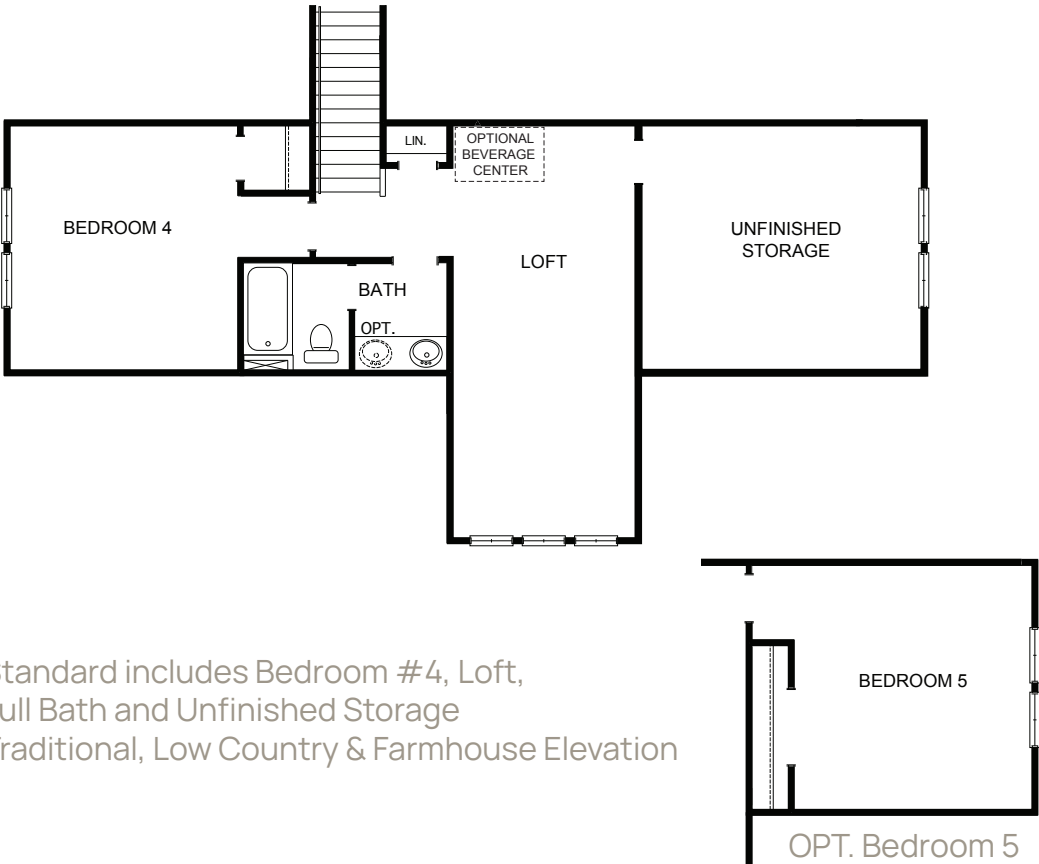 LIN.
OPTIONAL
BEVERAGE
CENTER
BEDROOM 4
UNFINISHED
STORAGE
LOFT
BATH
OPT.
tandard includes Bedroom #4, Loft,
ull Bath and Unfinished Storage
raditional, Low Country & Farmhouse Elevation
BEDROOM 5
OPT. Bedroom 5